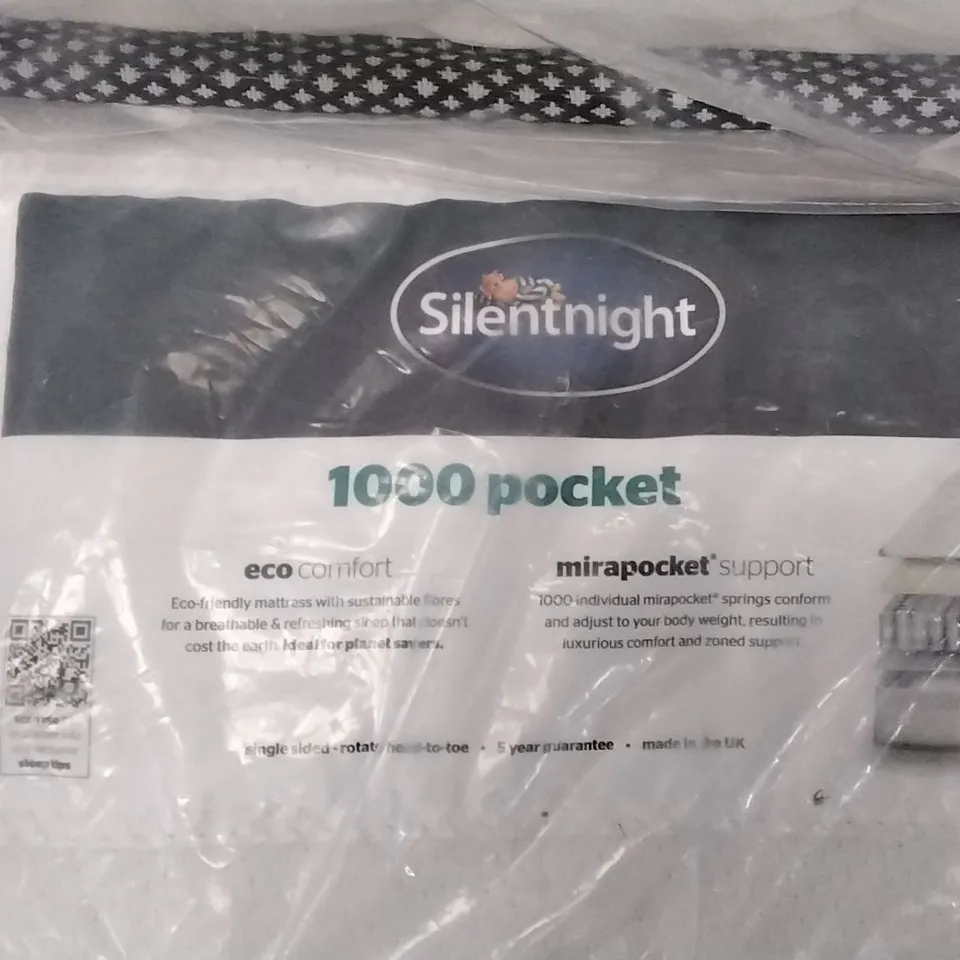 Silentnight
1000 pocket
eco comfort
Eco-friendly mattress with sustainable fibres
for a breathable & refreshing sleep that doesn't
cost the earth. Ideal for planet savers.
mirapocket® support
1000 individual mirapocket® springs conform
and adjust to your body weight, resulting in
luxurious comfort and zoned support
single sided - rotate head-to-toe • 5 year guarantee • made in the UK
sleep tips